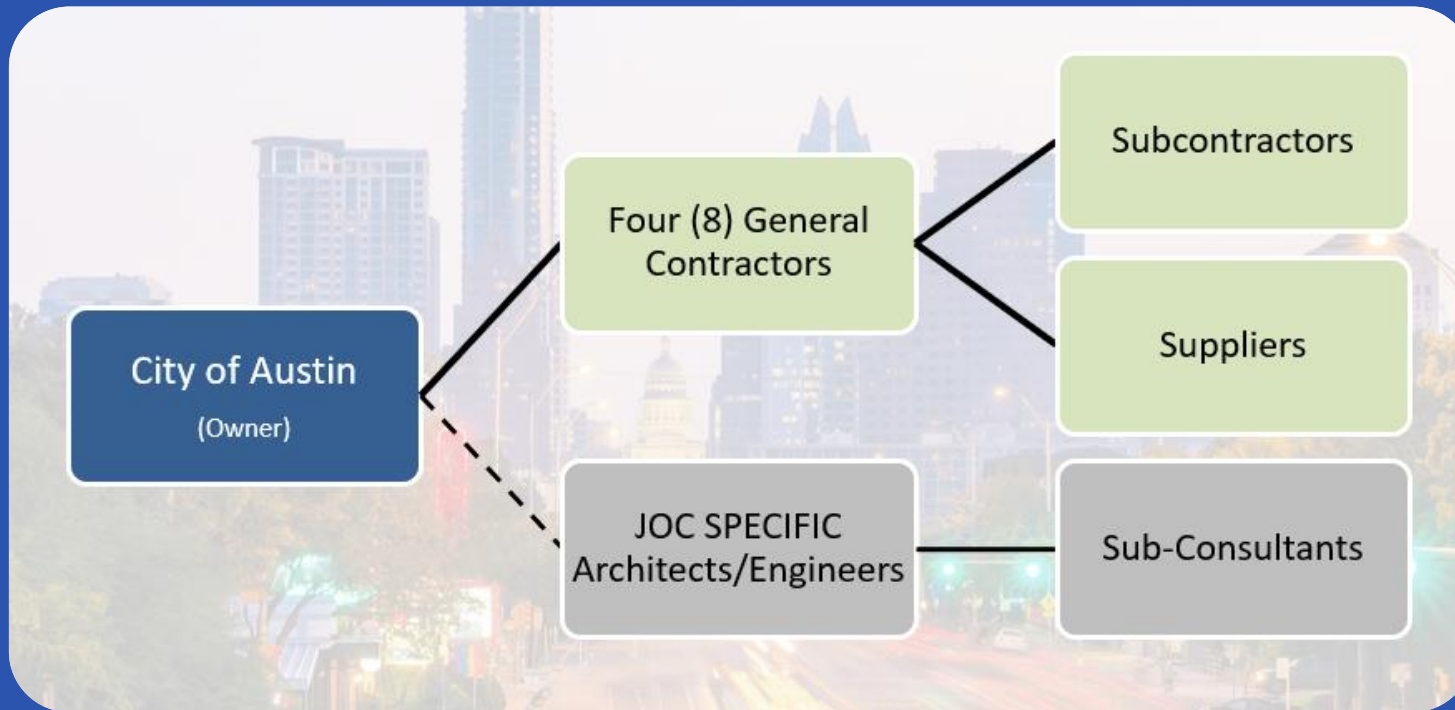 City of Austin
(Owner)
Four (8) General
Contractors
JOC SPECIFIC
Architects/Engineers
Subcontractors
Suppliers
Sub-Consultants